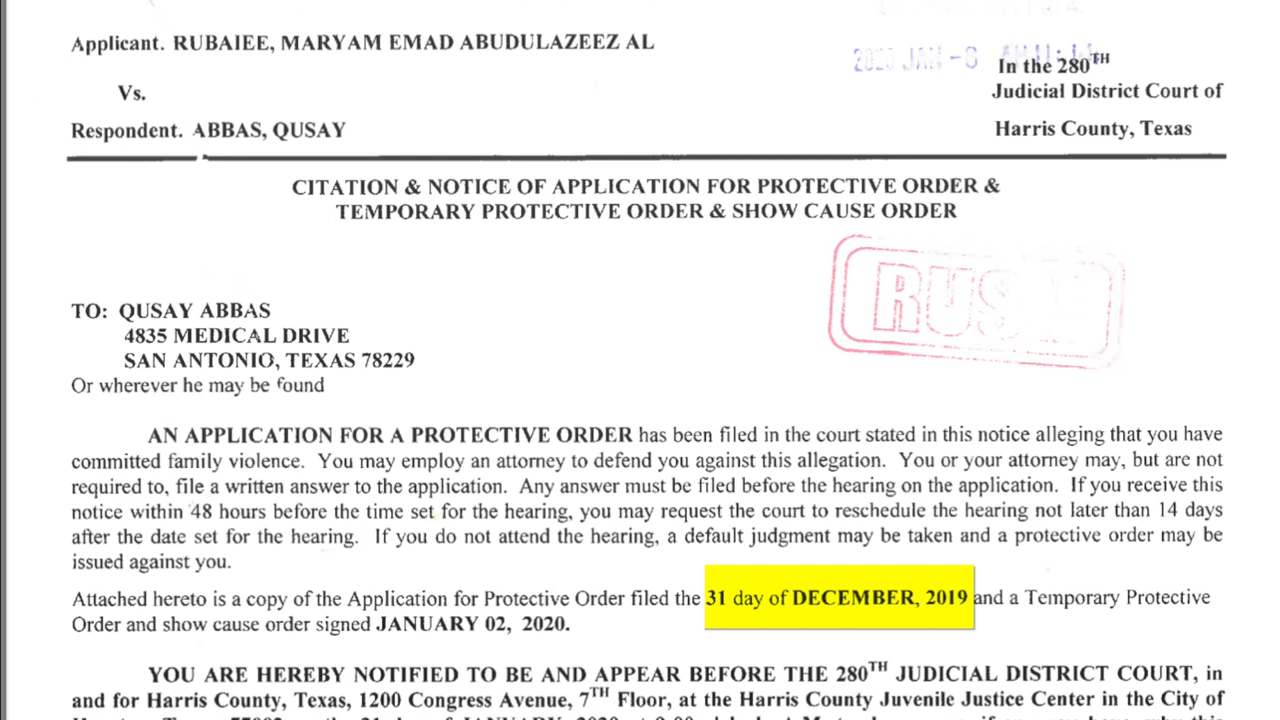 Applicant. RUBAIEE, MARYAM EMAD ABUDULAZEEZ AL
2020 JAN -6
In the 280TH
Vs.
Judicial District Court of
Respondent. ABBAS, QUSAY
Harris County, Texas
CITATION & NOTICE OF APPLICATION FOR PROTECTIVE ORDER &
TEMPORARY PROTECTIVE ORDER & SHOW CAUSE ORDER
RUS
TO: QUSAY ABBAS
4835 MEDICAL DRIVE
SAN ANTONIO, TEXAS 78229
Or wherever he may be found
AN APPLICATION FOR A PROTECTIVE ORDER has been filed in the court stated in this notice alleging that you have
committed family violence. You may employ an attorney to defend you against this allegation. You or your attorney may, but are not
required to, file a written answer to the application. Any answer must be filed before the hearing on the application. If you receive this
notice within 48 hours before the time set for the hearing, you may request the court to reschedule the hearing not later than 14 days
after the date set for the hearing. If you do not attend the hearing, a default judgment may be taken and a protective order may be
issued against you.
Attached hereto is a copy of the Application for Protective Order filed the 31 day of DECEMBER, 2019 and a Temporary Protective
Order and show cause order signed JANUARY 02, 2020.
YOU ARE HEREBY NOTIFIED TO BE AND APPEAR BEFORE THE 280TH JUDICIAL DISTRICT COURT, in
and for Harris County, Texas, 1200 Congress Avenue, 7TH Floor, at the Harris County Juvenile Justice Center in the City of